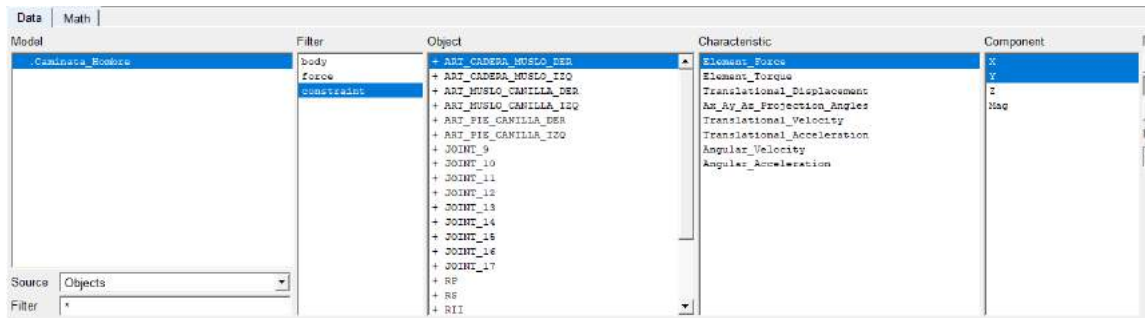 Data Math
Model
.Caminata_Hombre
Source Objects
Filter *
Filter
body
force
constraint
Object
+ ART_CADERA_MUSLO_DER
+ ART_CADERA_MUSLO_IZQ
+ ART_MUSLO_CANILLA_DER
+ ART_MUSLO_CANILLA_IZQ
+ ART_PIE_CANILLA_DER
+ ART_PIE_CANILLA_IZQ
+ JOINT_9
+ JOINT_10
+ JOINT_11
+ JOINT_12
+ JOINT_13
+ JOINT_14
+ JOINT_15
+ JOINT_16
+ JOINT_17
+ RP
+ RS
+ RII
Characteristic
Element_Force
Element_Torque
Translational_Displacement
Ax_Ay_Az_Projection_Angles
Translational_Velocity
Translational_Acceleration
Angular_Velocity
Angular_Acceleration
Component
X
Y
Z
Mag